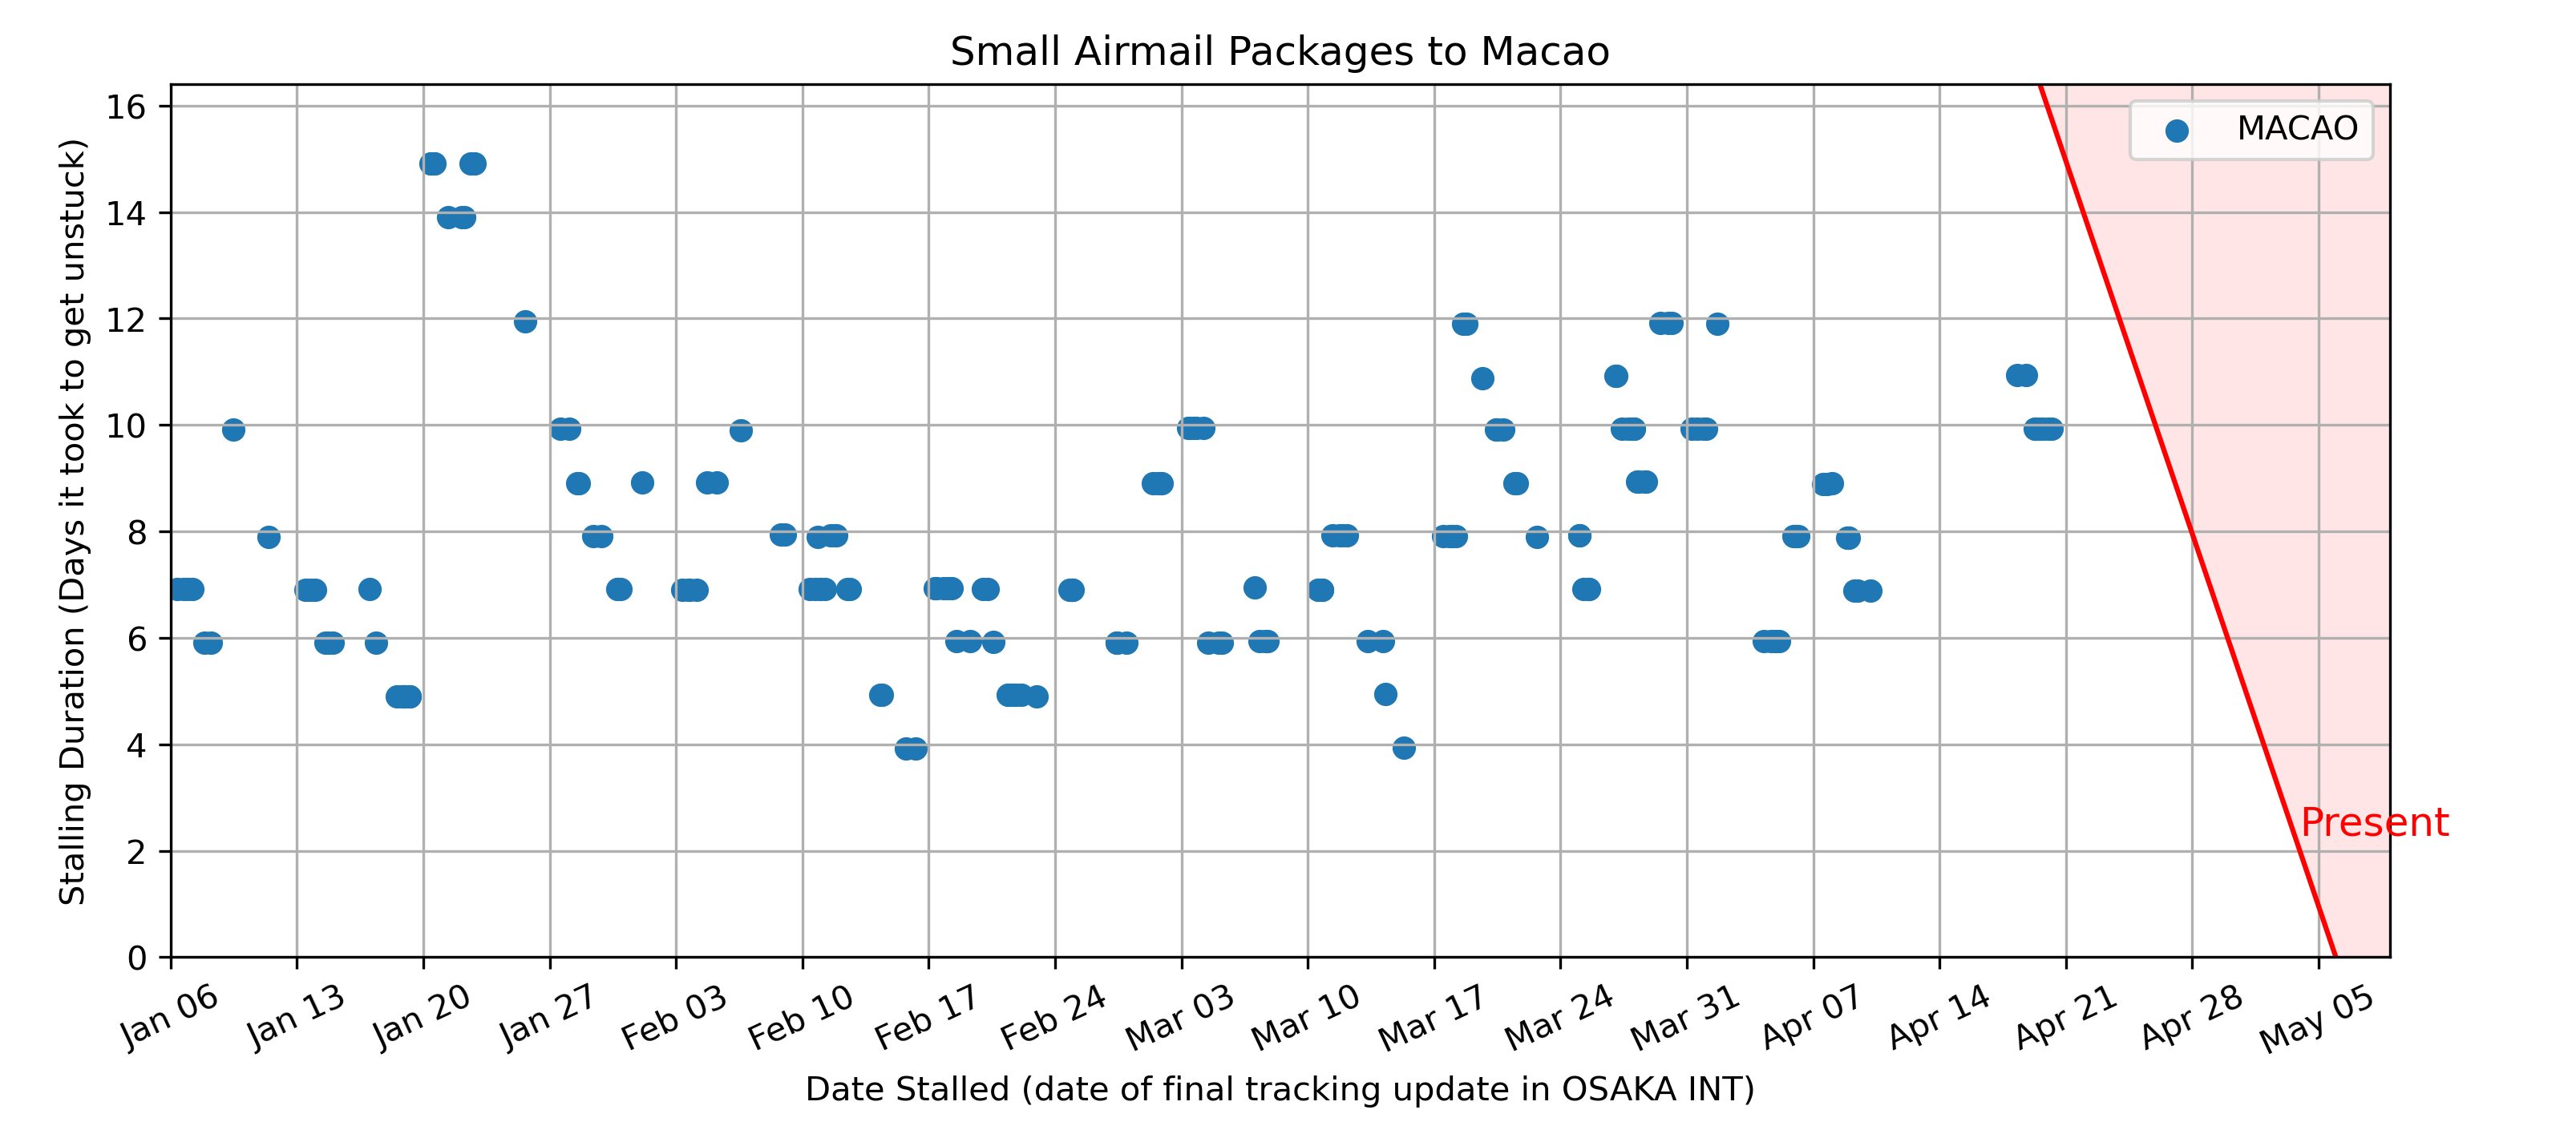 Small Airmail Packages to Macao
Stalling Duration (Days it took to get unstuck)
16
14
12
10
8
6
4
2
0
MACAO
Present
Jan 06
Jan 13
Jan 20
Jan 27
Feb 03
Feb 10
Feb 17
Feb 24
Mar 03
Mar 10
Mar 17
Mar 24
Mar 31
Apr 07
Apr 14
Apr 21
Apr 28
May 05
Date Stalled (date of final tracking update in OSAKA INT)